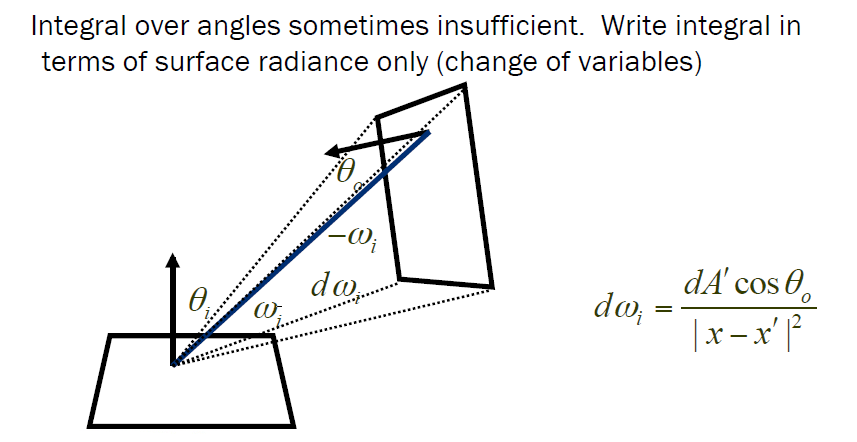 Integral over angles sometimes insufficient. Write integral in
terms of surface radiance only (change of variables)
θₒ
−ωᵢ
dωᵢ
θᵢ
ωᵢ
dωᵢ = dA′ cos θₒ / | x − x′ |²